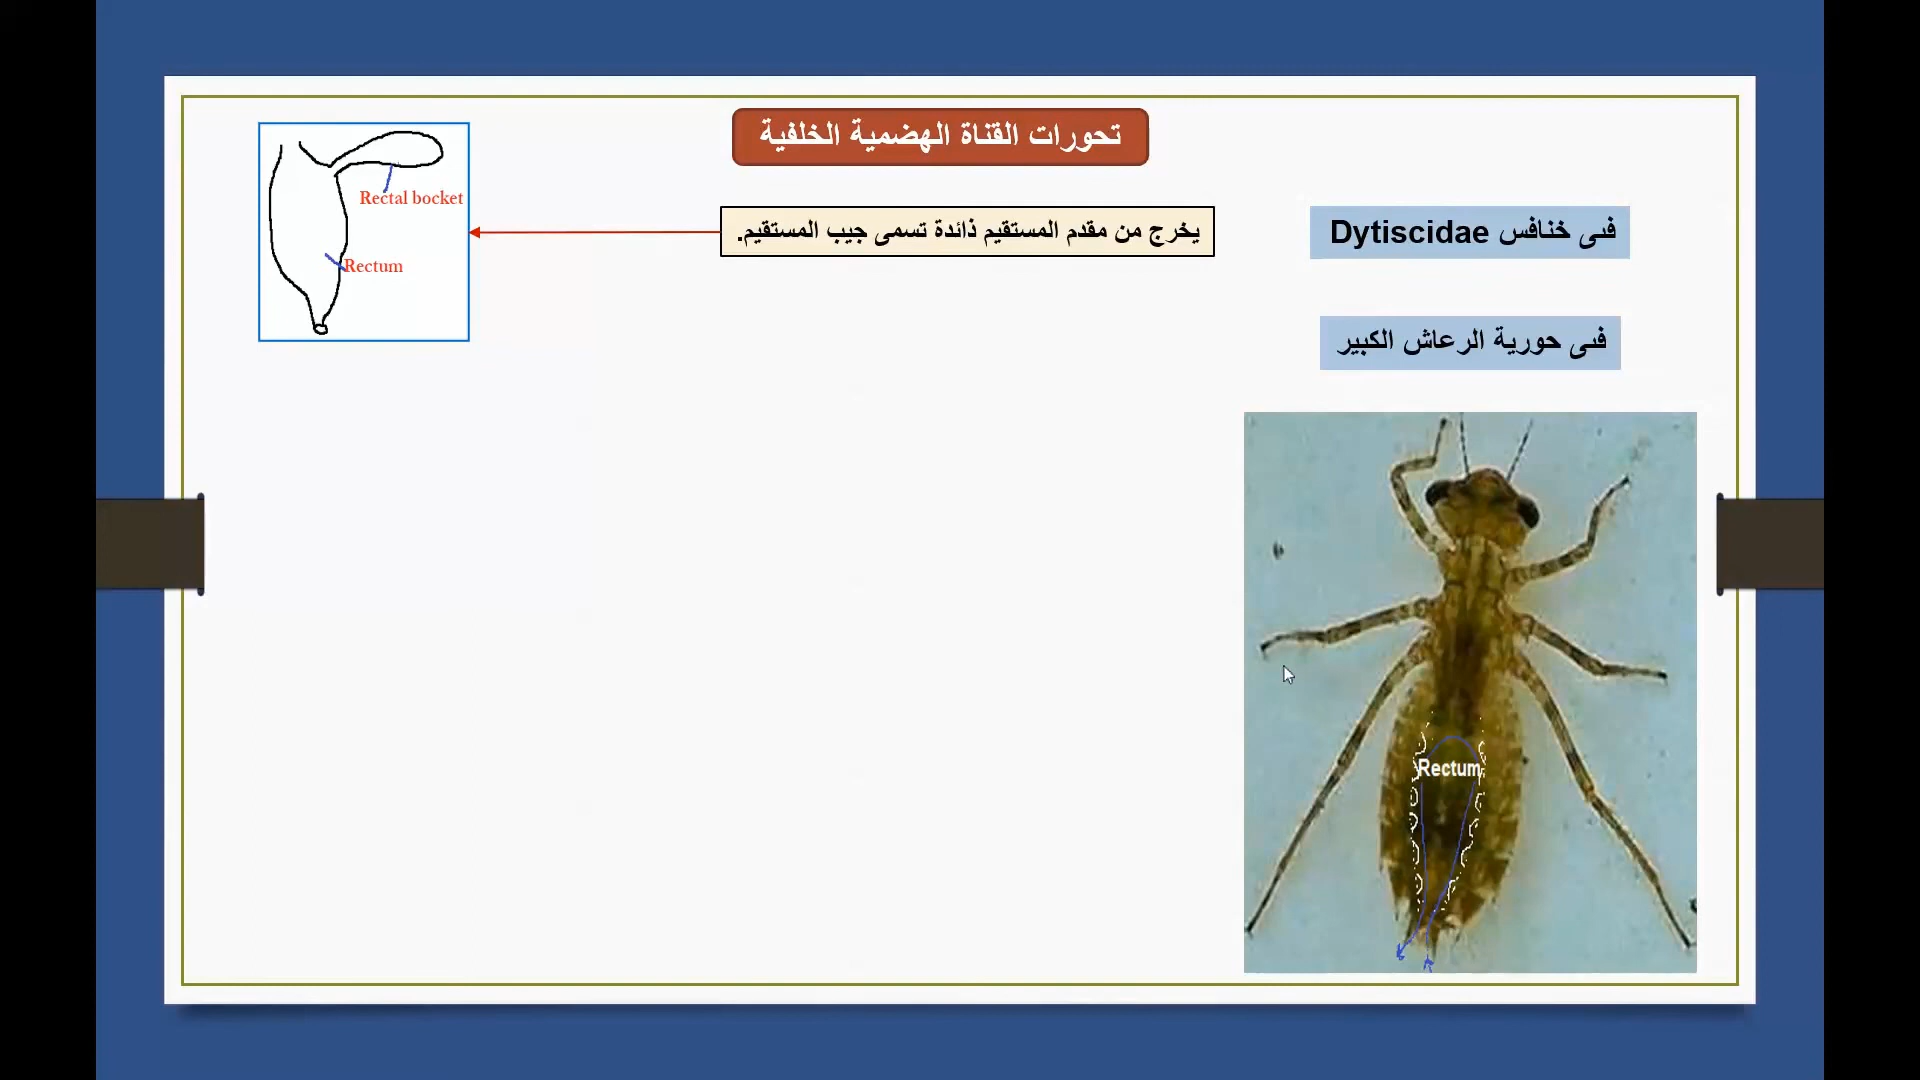 تحورات القناة الهضمية الخلفية
فى خنافس Dytiscidae
يخرج من مقدم المستقيم ذائدة تسمى جيب المستقيم.
Rectal bocket
Rectum
فى حورية الرعاش الكبير
Rectum